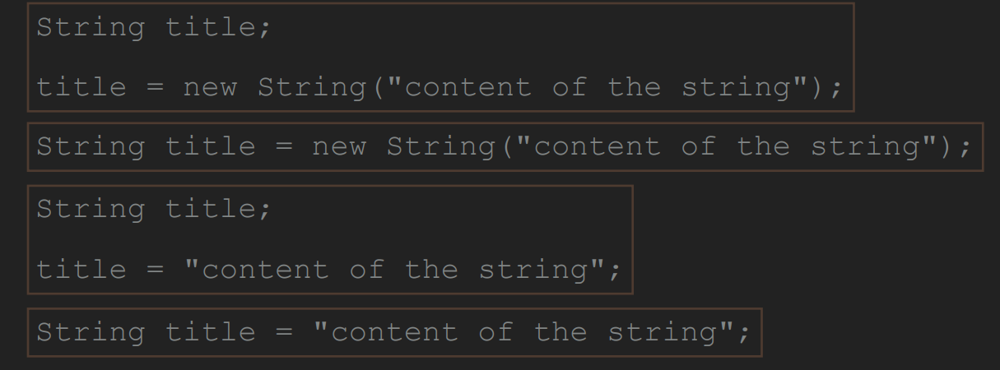 String title;
title = new String("content of the string");
String title = new String("content of the string");
String title;
title = "content of the string";
String title = "content of the string";